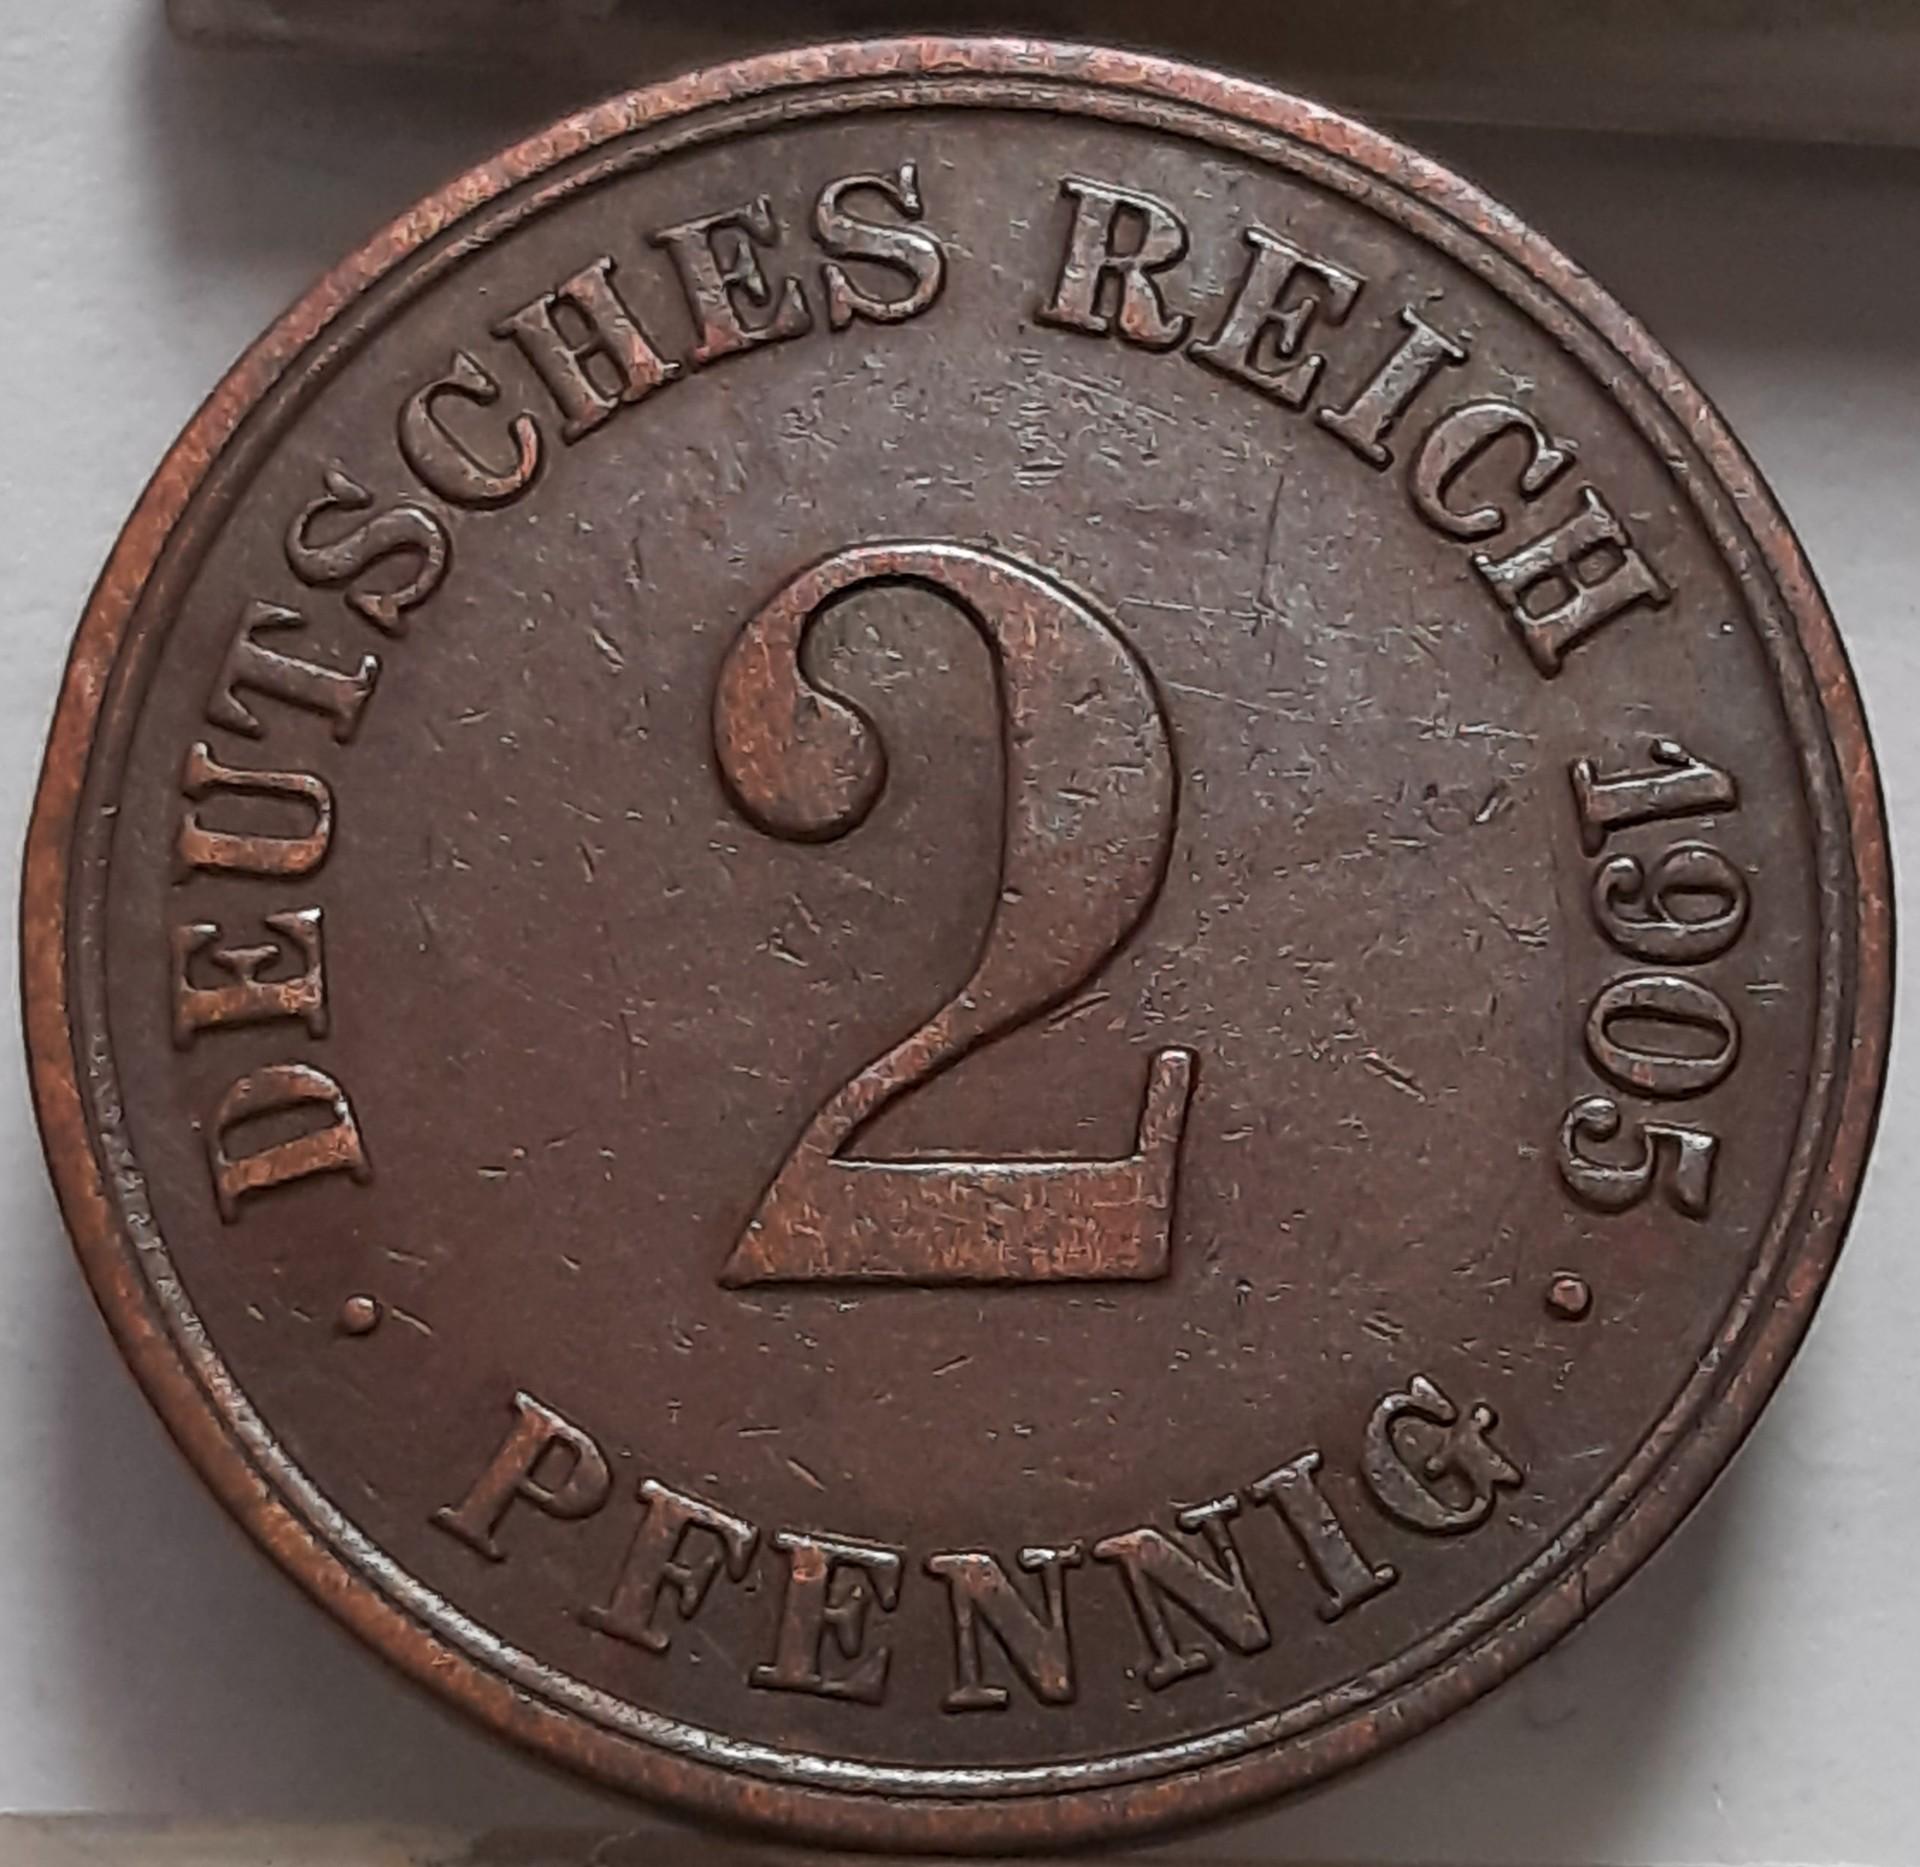 DEUTSCHES REICH 1905
2
· PFENNIG ·